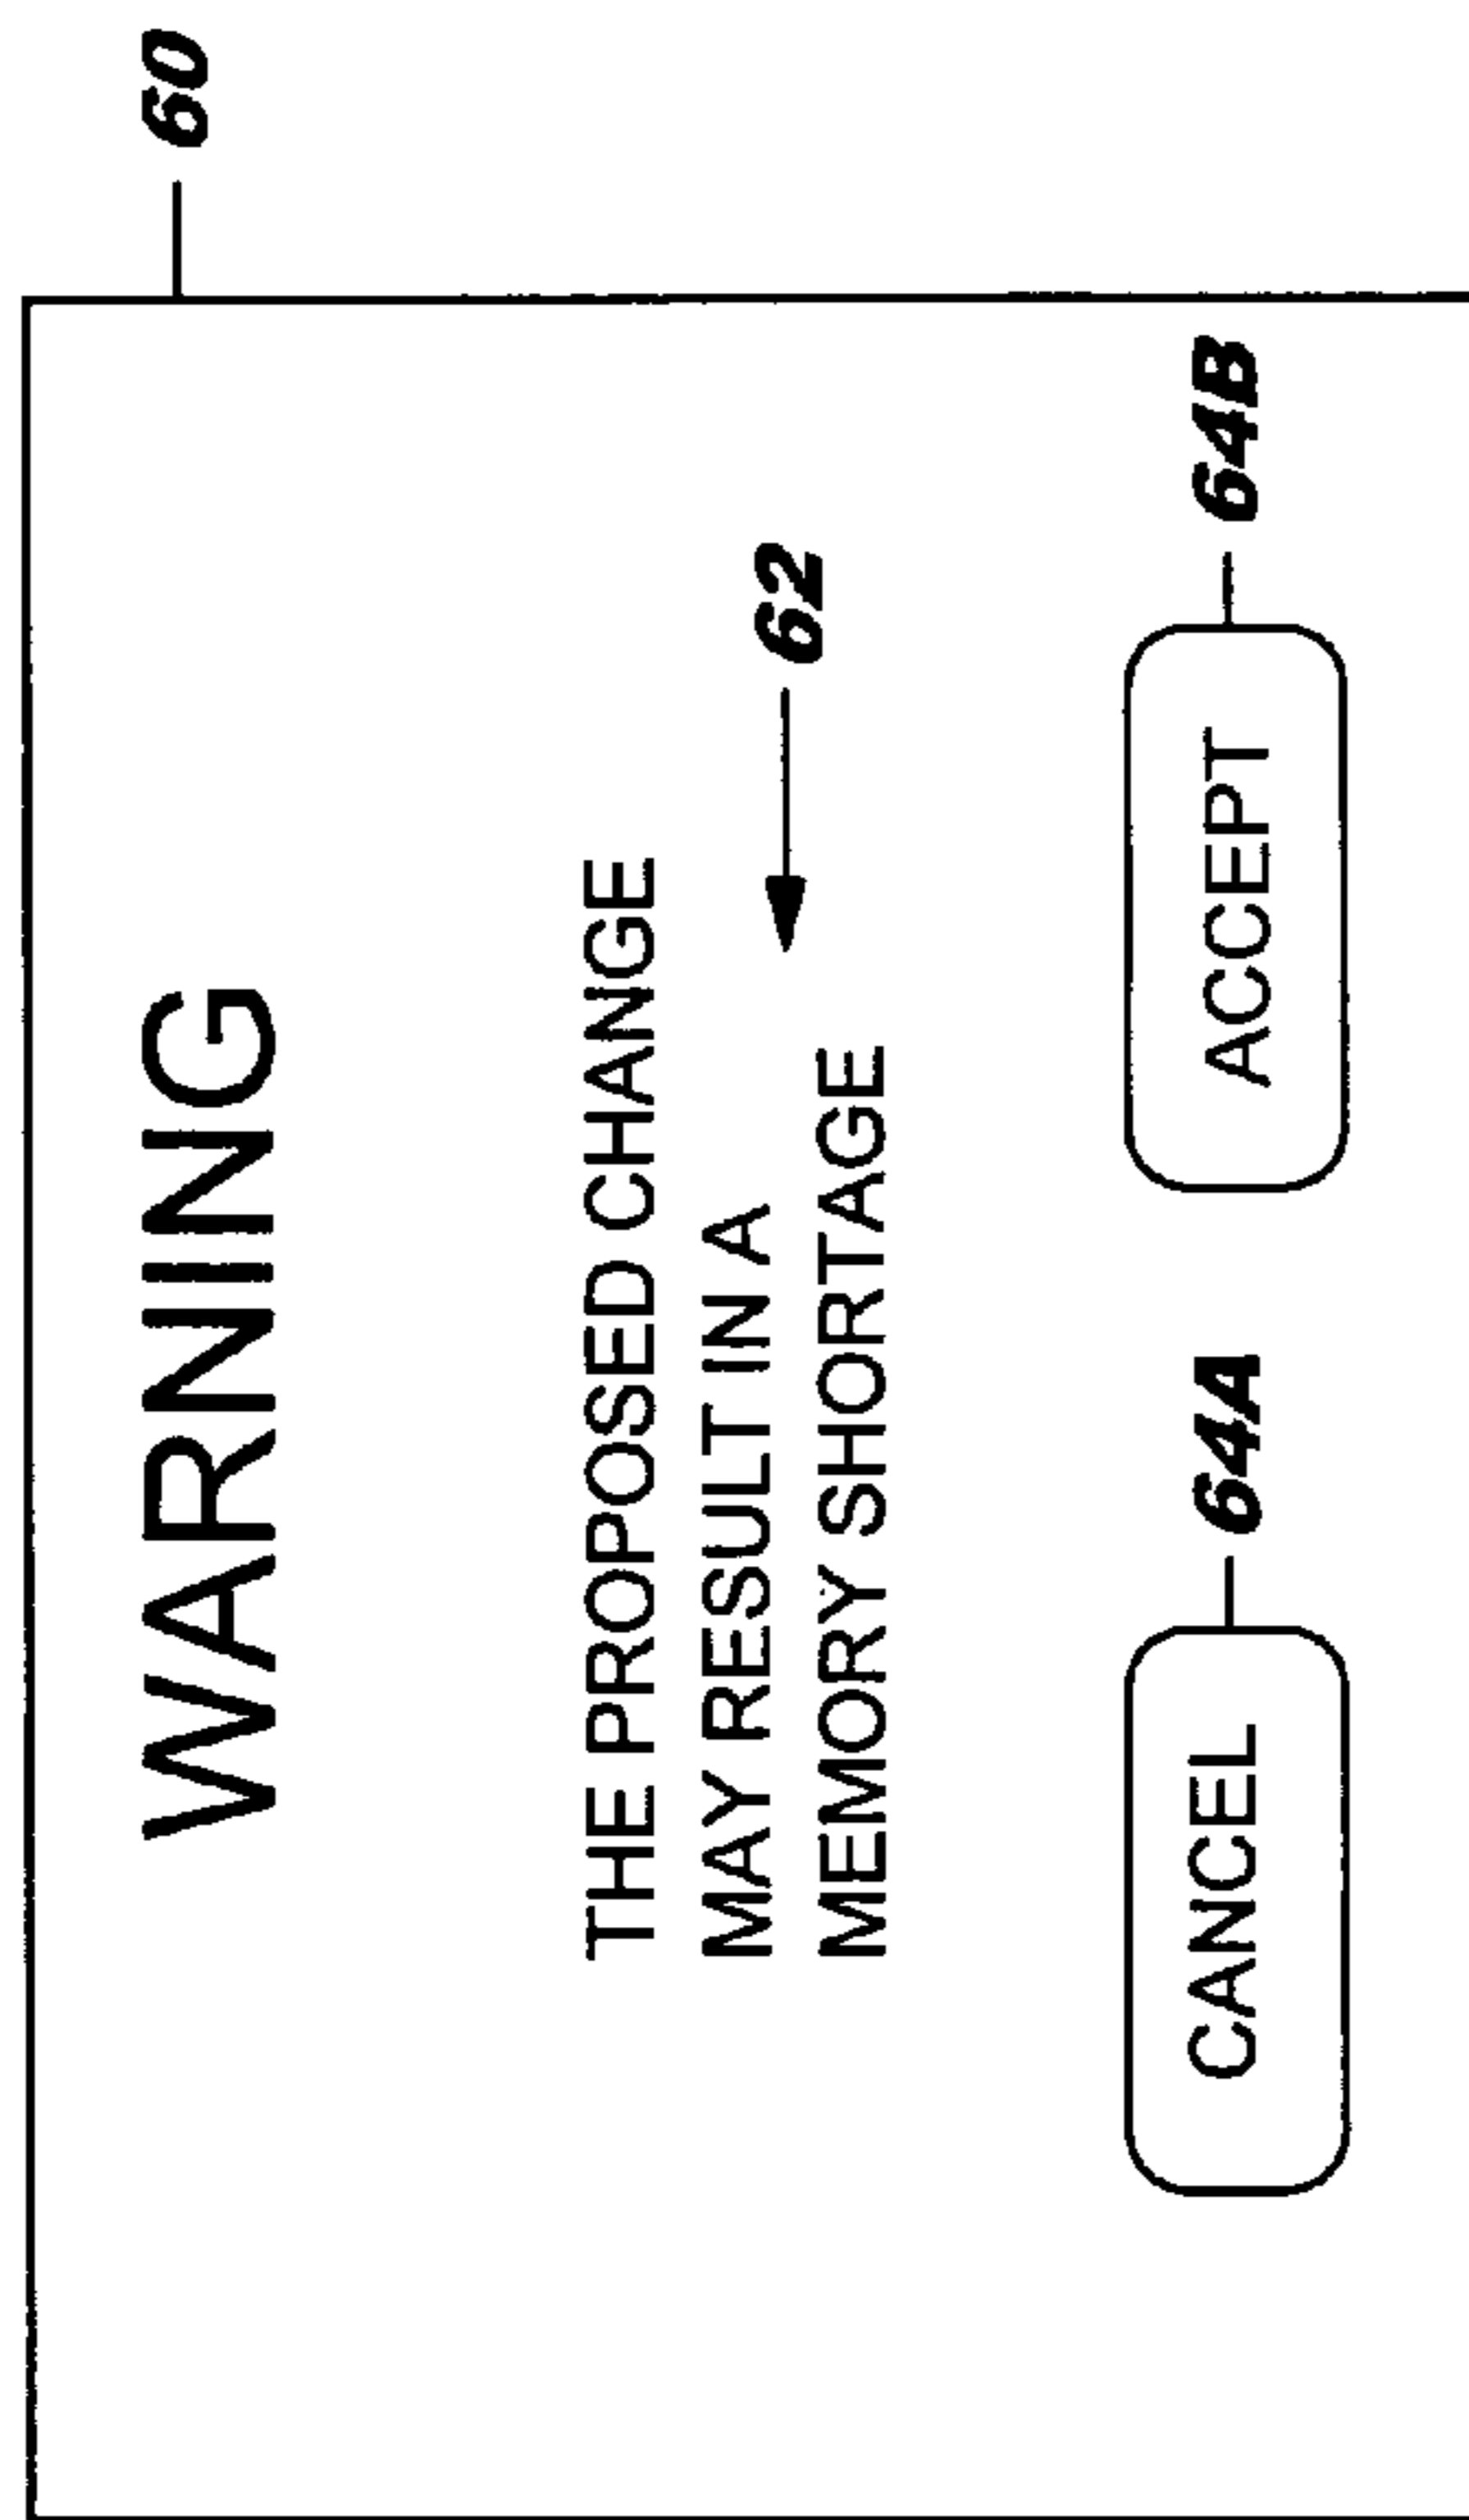 60
WARNING
THE PROPOSED CHANGE
MAY RESULT IN A
62
MEMORY SHORTAGE
CANCEL
64A
ACCEPT
64B